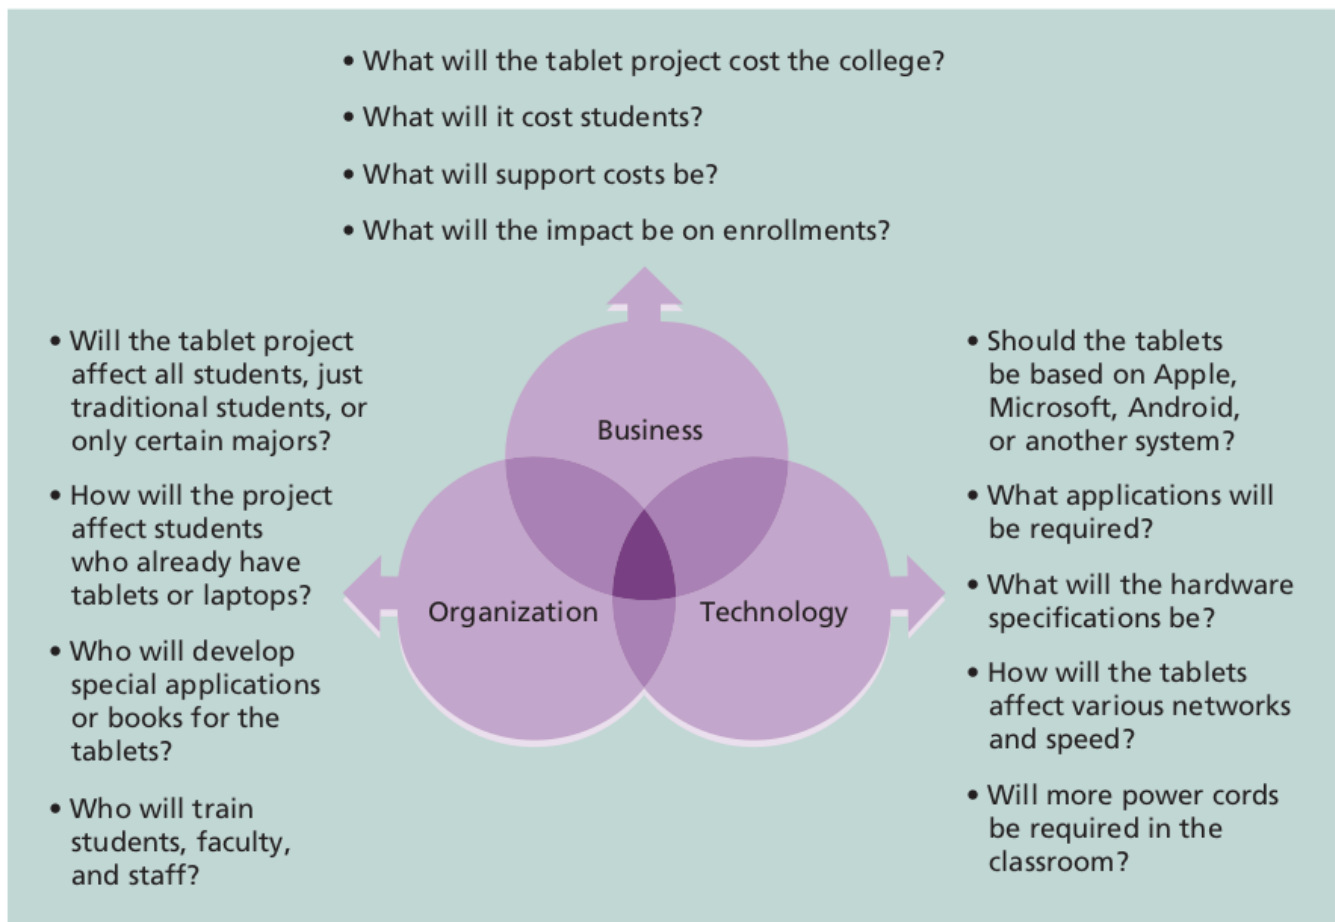 • What will the tablet project cost the college?
• What will it cost students?
• What will support costs be?
• What will the impact be on enrollments?
• Will the tablet project
affect all students, just
traditional students, or
only certain majors?
• How will the project
affect students
who already have
tablets or laptops?
• Who will develop
special applications
or books for the
tablets?
• Who will train
students, faculty,
and staff?
Business
Organization
Technology
• Should the tablets
be based on Apple,
Microsoft, Android,
or another system?
• What applications will
be required?
• What will the hardware
specifications be?
• How will the tablets
affect various networks
and speed?
• Will more power cords
be required in the
classroom?